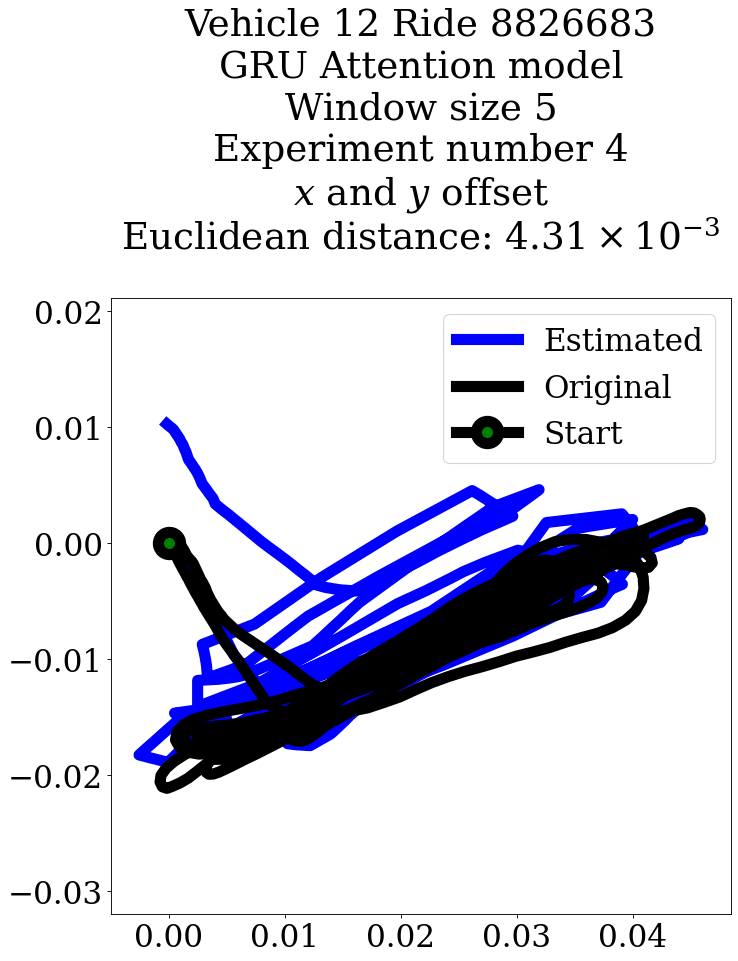 Vehicle 12 Ride 8826683
GRU Attention model
Window size 5
Experiment number 4
x and y offset
Euclidean distance: 4.31 × 10⁻³
0.02
Estimated
Original
Start
0.01
0.00
−0.01
−0.02
−0.03
0.00 0.01 0.02 0.03 0.04